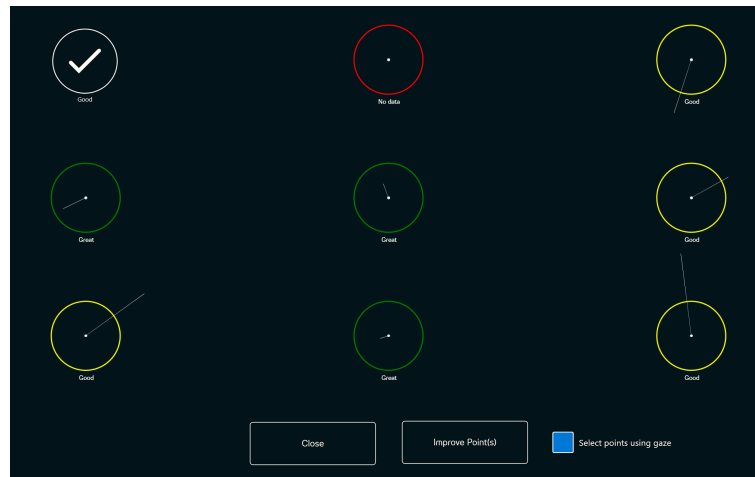 Good
No data
Good
Great
Great
Good
Good
Great
Good
Close
Improve Point(s)
Select points using gaze